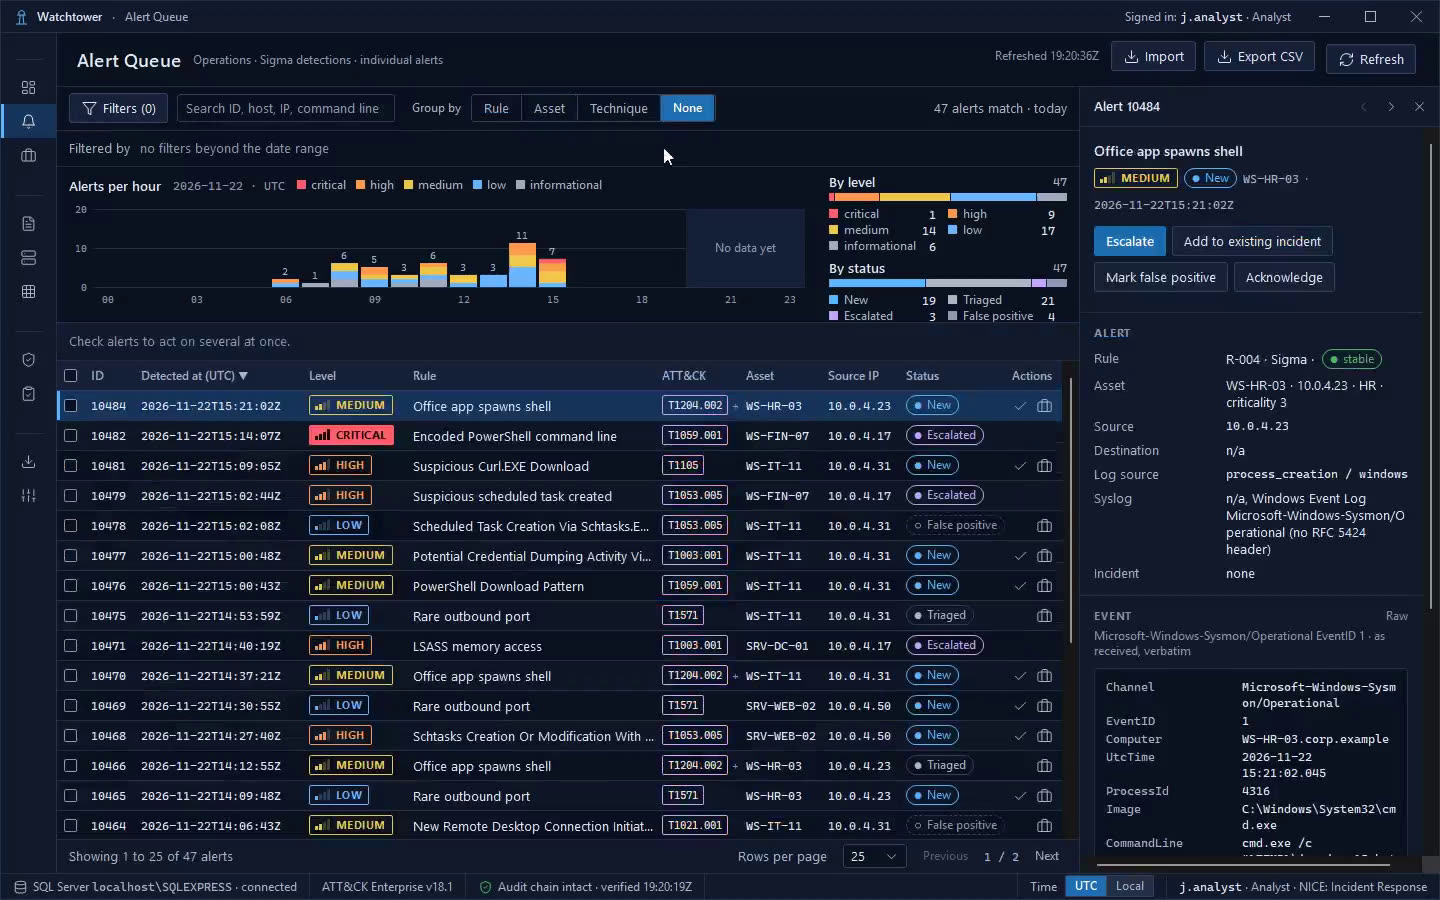 Watchtower · Alert Queue
Signed in: j.analyst · Analyst
Alert Queue Operations · Sigma detections · individual alerts
Refreshed 19:20:36Z Import Export CSV Refresh
Filters (0) Search ID, host, IP, command line Group by Rule Asset Technique None 47 alerts match · today
Filtered by no filters beyond the date range
Alerts per hour 2026-11-22 · UTC critical high medium low informational
20
10
0
2 1 6 5 3 6 3 3 11 7
No data yet
00 03 06 09 12 15 18 21 23
By level 47
critical 1 high 9
medium 14 low 17
informational 6
By status 47
New 19 Triaged 21
Escalated 3 False positive 4
Check alerts to act on several at once.
ID Detected at (UTC) ▼ Level Rule ATT&CK Asset Source IP Status Actions
10484 2026-11-22T15:21:02Z MEDIUM Office app spawns shell T1204.002 + WS-HR-03 10.0.4.23 New
10482 2026-11-22T15:14:07Z CRITICAL Encoded PowerShell command line T1059.001 WS-FIN-07 10.0.4.17 Escalated
10481 2026-11-22T15:09:05Z HIGH Suspicious Curl.EXE Download T1105 WS-IT-11 10.0.4.31 New
10479 2026-11-22T15:02:44Z HIGH Suspicious scheduled task created T1053.005 WS-FIN-07 10.0.4.17 Escalated
10478 2026-11-22T15:02:08Z LOW Scheduled Task Creation Via Schtasks.E... T1053.005 WS-IT-11 10.0.4.31 False positive
10477 2026-11-22T15:00:48Z MEDIUM Potential Credential Dumping Activity Vi... T1003.001 WS-IT-11 10.0.4.31 New
10476 2026-11-22T15:00:43Z MEDIUM PowerShell Download Pattern T1059.001 WS-IT-11 10.0.4.31 New
10475 2026-11-22T14:53:59Z LOW Rare outbound port T1571 WS-IT-11 10.0.4.31 Triaged
10471 2026-11-22T14:40:19Z HIGH LSASS memory access T1003.001 SRV-DC-01 10.0.4.17 Escalated
10470 2026-11-22T14:37:21Z MEDIUM Office app spawns shell T1204.002 + WS-IT-11 10.0.4.31 New
10469 2026-11-22T14:30:55Z LOW Rare outbound port T1571 SRV-WEB-02 10.0.4.50 New
10468 2026-11-22T14:27:40Z HIGH Schtasks Creation Or Modification With ... T1053.005 SRV-WEB-02 10.0.4.50 New
10466 2026-11-22T14:12:55Z MEDIUM Office app spawns shell T1204.002 + WS-HR-03 10.0.4.23 Triaged
10465 2026-11-22T14:09:48Z LOW Rare outbound port T1571 WS-HR-03 10.0.4.23 New
10464 2026-11-22T14:06:43Z MEDIUM New Remote Desktop Connection Initiat... T1021.001 WS-IT-11 10.0.4.31 False positive
Showing 1 to 25 of 47 alerts Rows per page 25 Previous 1 / 2 Next
Alert 10484
Office app spawns shell
MEDIUM New WS-HR-03 ·
2026-11-22T15:21:02Z
Escalate Add to existing incident
Mark false positive Acknowledge
ALERT
Rule R-004 · Sigma · stable
Asset WS-HR-03 · 10.0.4.23 · HR ·
criticality 3
Source 10.0.4.23
Destination n/a
Log source process_creation / windows
Syslog n/a, Windows Event Log
Microsoft-Windows-Sysmon/O
perational (no RFC 5424
header)
Incident none
EVENT Raw
Microsoft-Windows-Sysmon/Operational EventID 1 · as
received, verbatim
Channel Microsoft-Windows-Sysm
on/Operational
EventID 1
Computer WS-HR-03.corp.example
UtcTime 2026-11-22
15:21:02.045
ProcessId 4316
Image C:\Windows\System32\cm
d.exe
CommandLine cmd.exe /c
SQL Server localhost\SQLEXPRESS · connected ATT&CK Enterprise v18.1 Audit chain intact · verified 19:20:19Z Time UTC Local j.analyst · Analyst · NICE: Incident Response